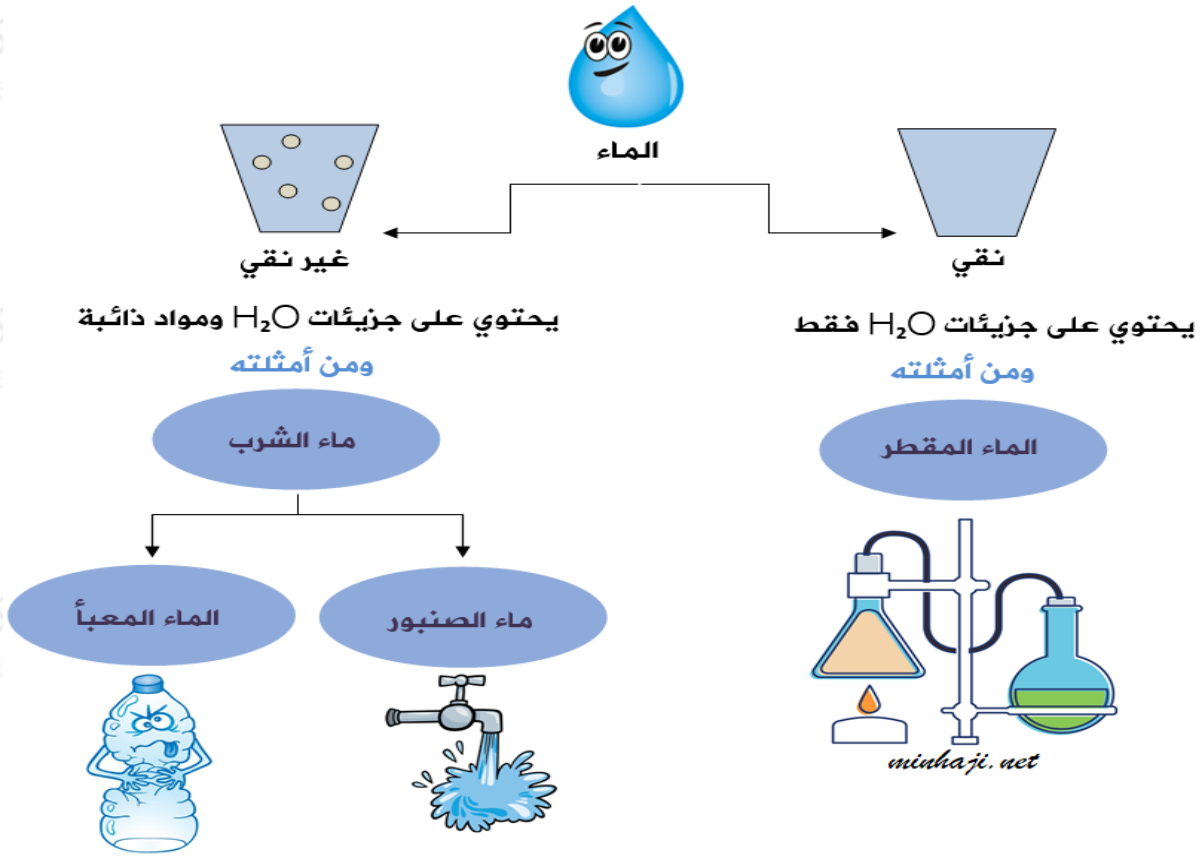 الماء
نقي
غير نقي
يحتوي على جزيئات H₂O فقط
يحتوي على جزيئات H₂O ومواد ذائبة
ومن أمثلته
ومن أمثلته
الماء المقطر
ماء الشرب
ماء الصنبور
الماء المعبأ
minhaji.net